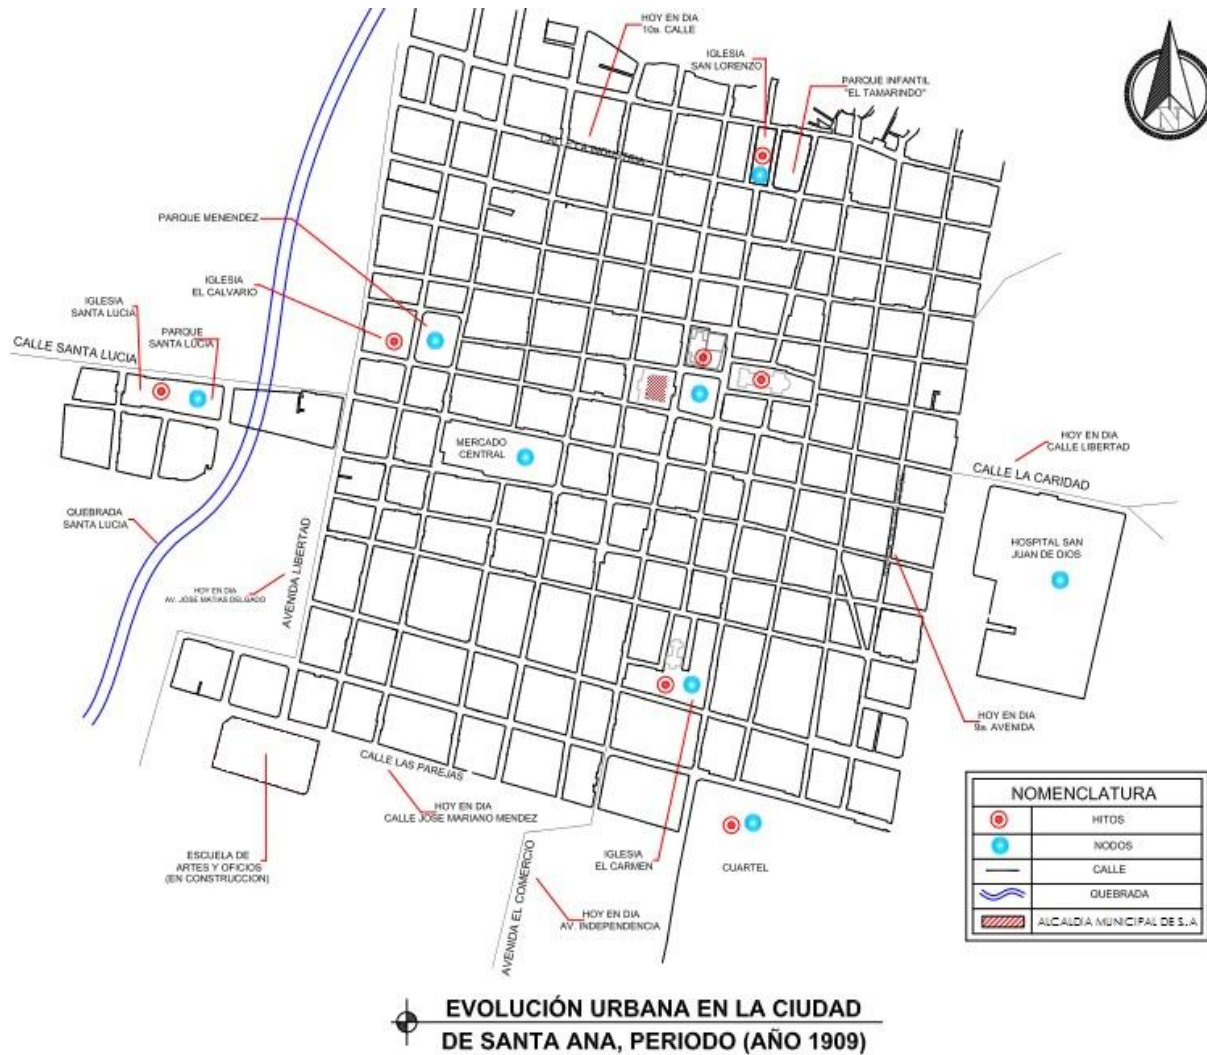 HOY EN DIA
10a. CALLE
IGLESIA
SAN LORENZO
PARQUE INFANTIL
"EL TAMARINDO"
N
CALLE LA INDUSTRIA
PARQUE MENENDEZ
IGLESIA
EL CALVARIO
IGLESIA
SANTA LUCIA
PARQUE
SANTA LUCIA
CALLE SANTA LUCIA
MERCADO
CENTRAL
HOY EN DIA
CALLE LIBERTAD
CALLE LA CARIDAD
QUEBRADA
SANTA LUCIA
HOSPITAL SAN
JUAN DE DIOS
AVENIDA LIBERTAD
HOY EN DIA
AV. JOSE MATIAS DELGADO
HOY EN DIA
9a. AVENIDA
CALLE LAS PAREJAS
HOY EN DIA
CALLE JOSE MARIANO MENDEZ
ESCUELA DE
ARTES Y OFICIOS
(EN CONSTRUCCION)
IGLESIA
EL CARMEN
CUARTEL
AVENIDA EL COMERCIO
HOY EN DIA
AV. INDEPENDENCIA
NOMENCLATURA
HITOS
NODOS
CALLE
QUEBRADA
ALCALDIA MUNICIPAL DE S.A
EVOLUCIÓN URBANA EN LA CIUDAD
DE SANTA ANA, PERIODO (AÑO 1909)